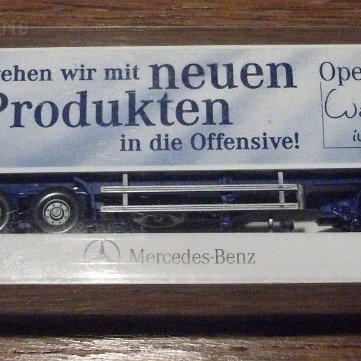 ehen wir mit neuen
Produkten
in die Offensive!
Ope
Mercedes-Benz